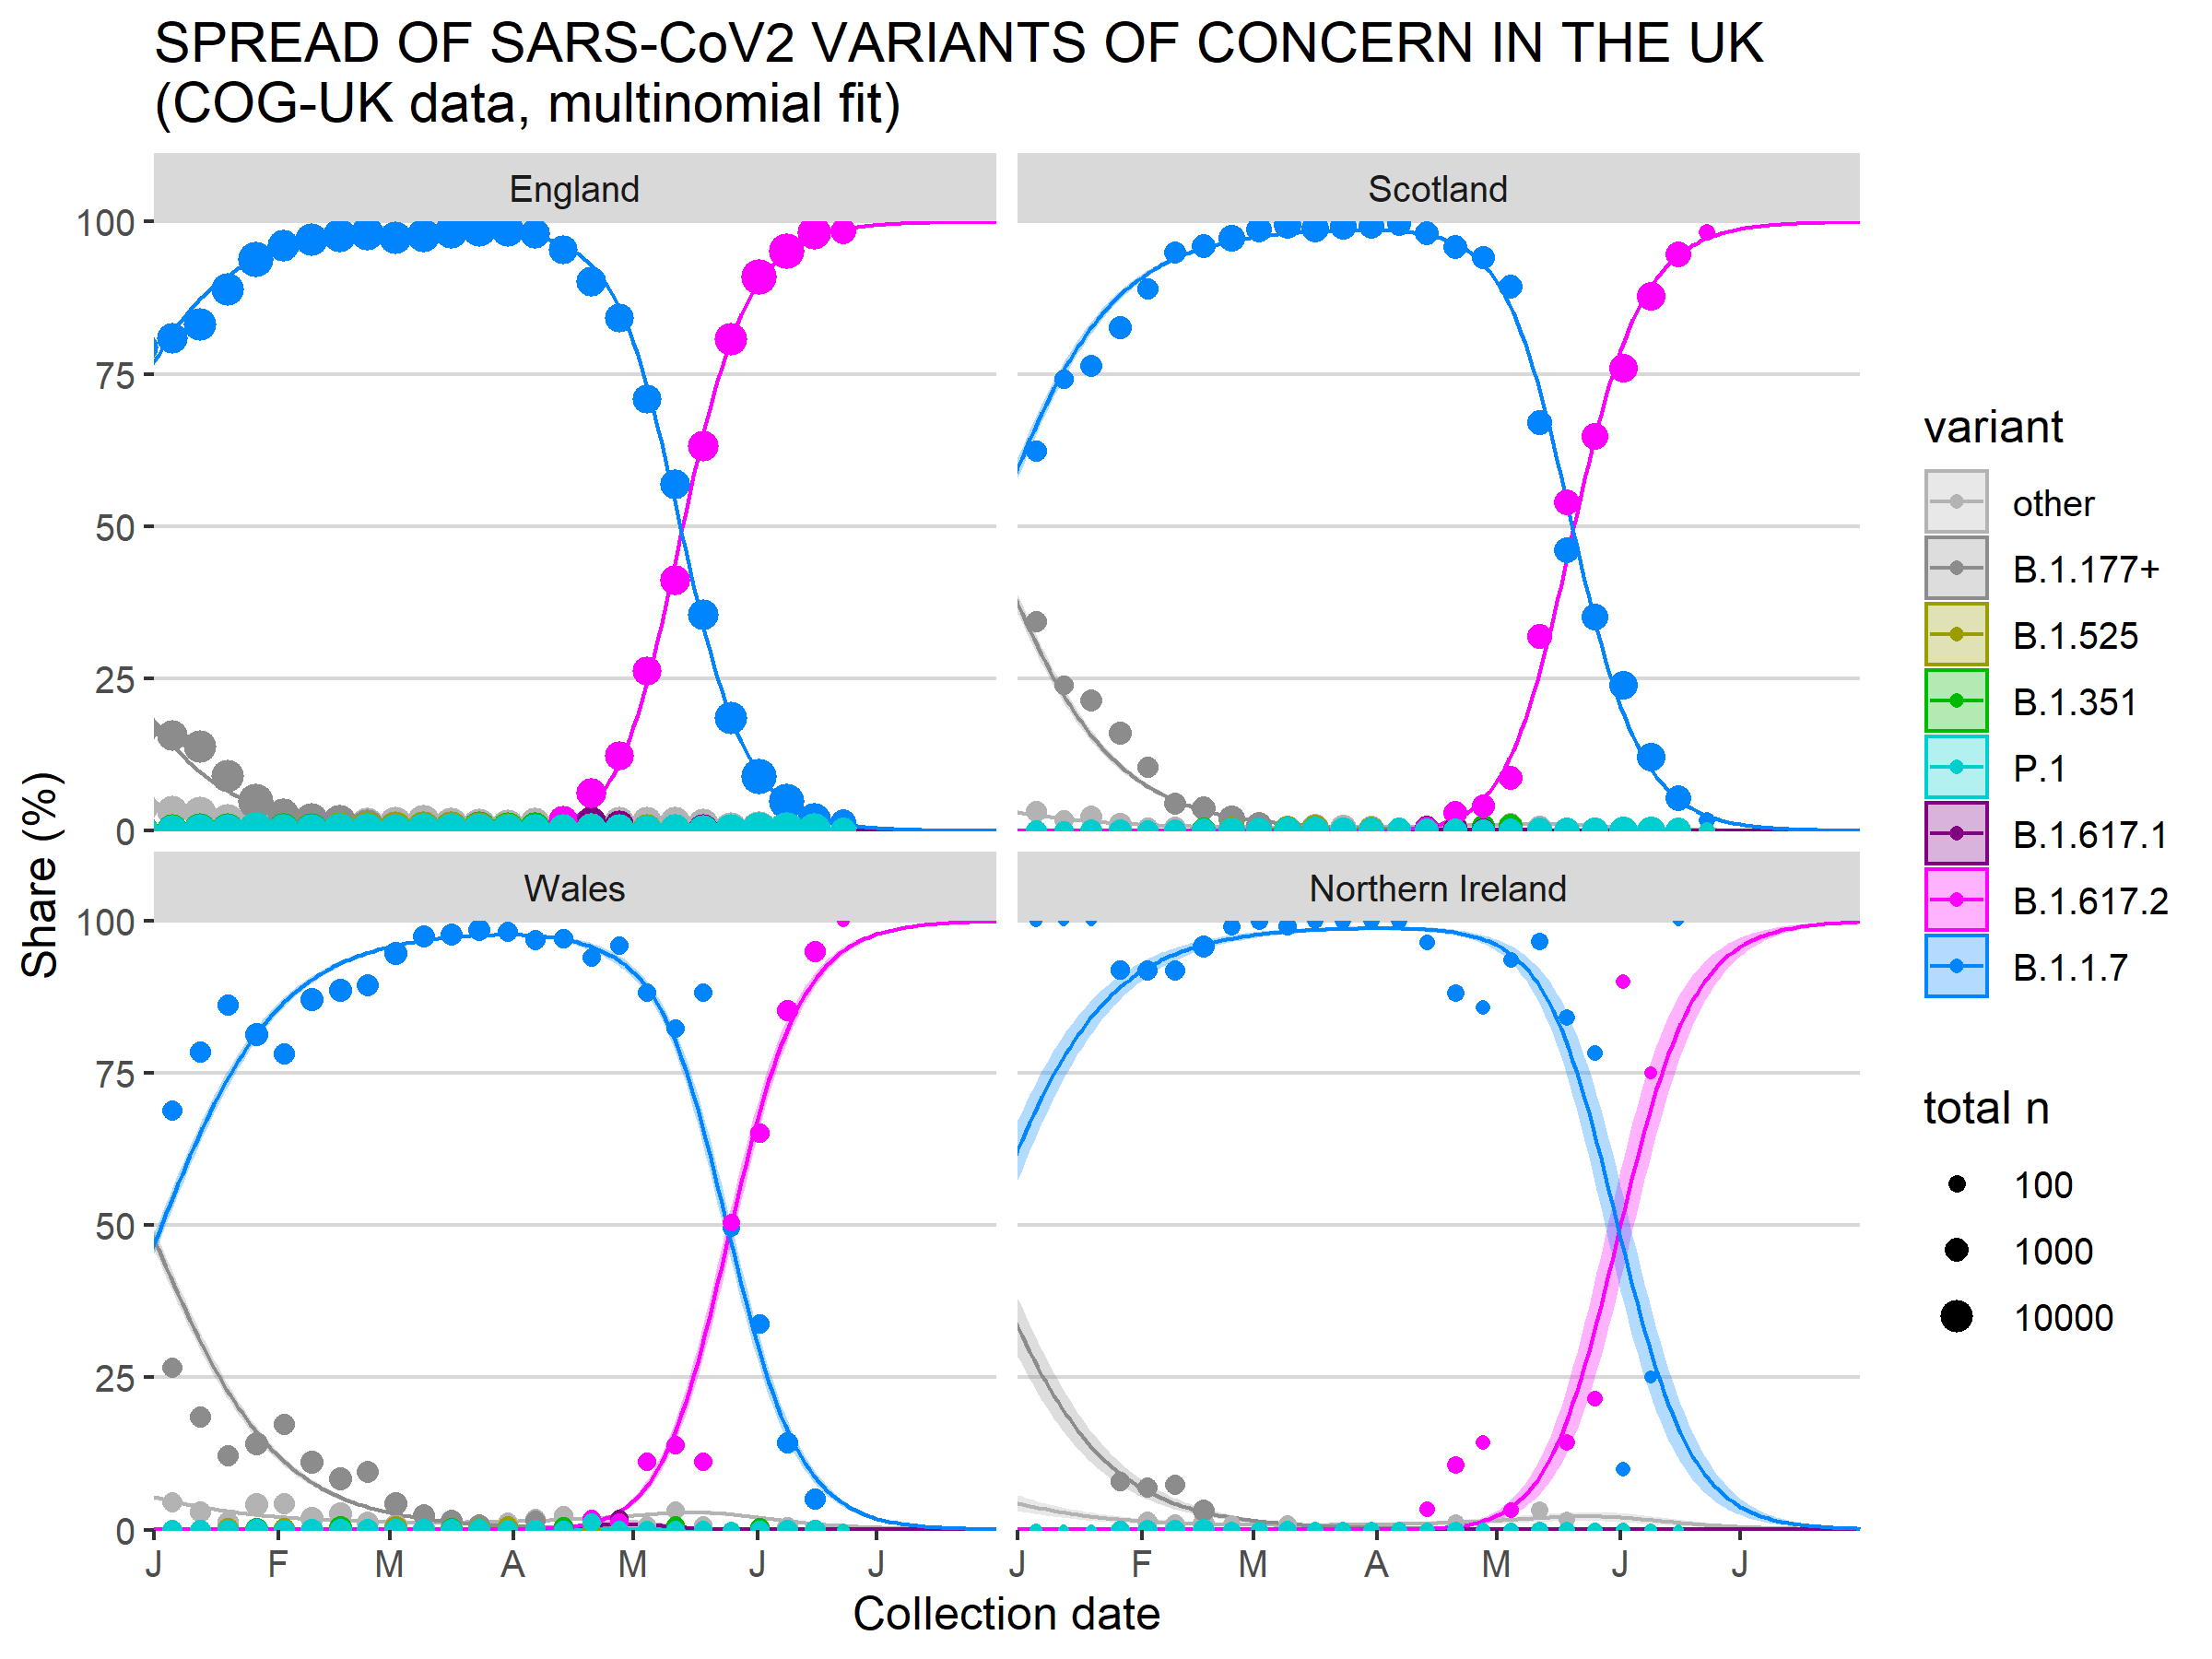 SPREAD OF SARS-CoV2 VARIANTS OF CONCERN IN THE UK
(COG-UK data, multinomial fit)
England
Scotland
100
75
50
25
0
Wales
Northern Ireland
100
75
50
25
0
J F M A M J J
J F M A M J J
Share (%)
Collection date
variant
other
B.1.177+
B.1.525
B.1.351
P.1
B.1.617.1
B.1.617.2
B.1.1.7
total n
100
1000
10000